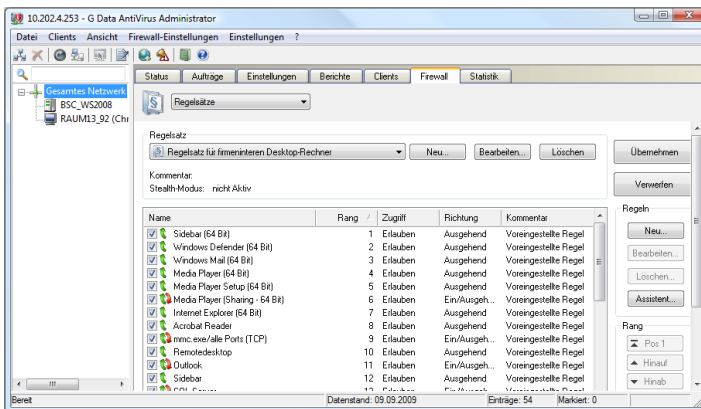 10.202.4.253 - G Data AntiVirus Administrator
Datei Clients Ansicht Firewall-Einstellungen Einstellungen ?
Status Aufträge Einstellungen Berichte Clients Firewall Statistik
Gesamtes Netzwerk
BSC_WS2008
RAUM13_92 (Chr
Regelsätze
Regelsatz
Regelsatz für firmeninteren Desktop-Rechner Neu... Bearbeiten... Löschen
Kommentar:
Stealth-Modus: nicht Aktiv
Übernehmen
Verwerfen
Name Rang Zugriff Richtung Kommentar
Sidebar (64 Bit) 1 Erlauben Ausgehend Voreingestellte Regel
Windows Defender (64 Bit) 2 Erlauben Ausgehend Voreingestellte Regel
Windows Mail (64 Bit) 3 Erlauben Ausgehend Voreingestellte Regel
Media Player (64 Bit) 4 Erlauben Ausgehend Voreingestellte Regel
Media Player Setup (64 Bit) 5 Erlauben Ausgehend Voreingestellte Regel
Media Player (Sharing - 64 Bit) 6 Erlauben Ein/Ausgeh... Voreingestellte Regel
Internet Explorer (64 Bit) 7 Erlauben Ausgehend Voreingestellte Regel
Acrobat Reader 8 Erlauben Ausgehend Voreingestellte Regel
mmc.exe/alle Ports (TCP) 9 Erlauben Ein/Ausgeh... Voreingestellte Regel
Remotedesktop 10 Erlauben Ausgehend Voreingestellte Regel
Outlook 11 Erlauben Ein/Ausgeh... Voreingestellte Regel
Sidebar 12 Erlauben Ausgehend Voreingestellte Regel
Regeln
Neu...
Bearbeiten...
Löschen...
Assistent...
Rang
Pos 1
Hinauf
Hinab
Bereit Datenstand: 09.09.2009 Einträge: 54 Markiert: 0